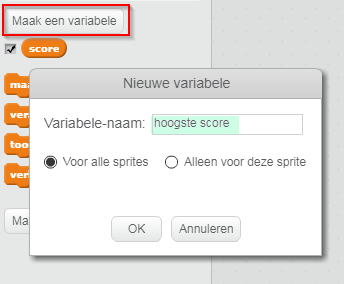 Maak een variabele
score
ma
Nieuwe variabele
ver
Variabele-naam: hoogste score
too
Voor alle sprites Alleen voor deze sprite
ver
Ma
OK Annuleren